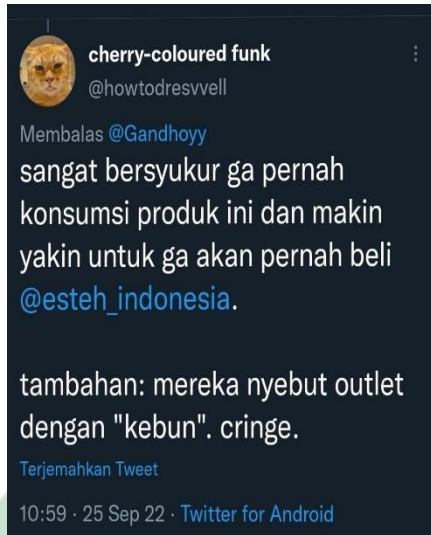 cherry-coloured funk
@howtodresvvell
Membalas @Gandhoyy
sangat bersyukur ga pernah
konsumsi produk ini dan makin
yakin untuk ga akan pernah beli
@esteh_indonesia.
tambahan: mereka nyebut outlet
dengan "kebun". cringe.
Terjemahkan Tweet
10:59 · 25 Sep 22 · Twitter for Android